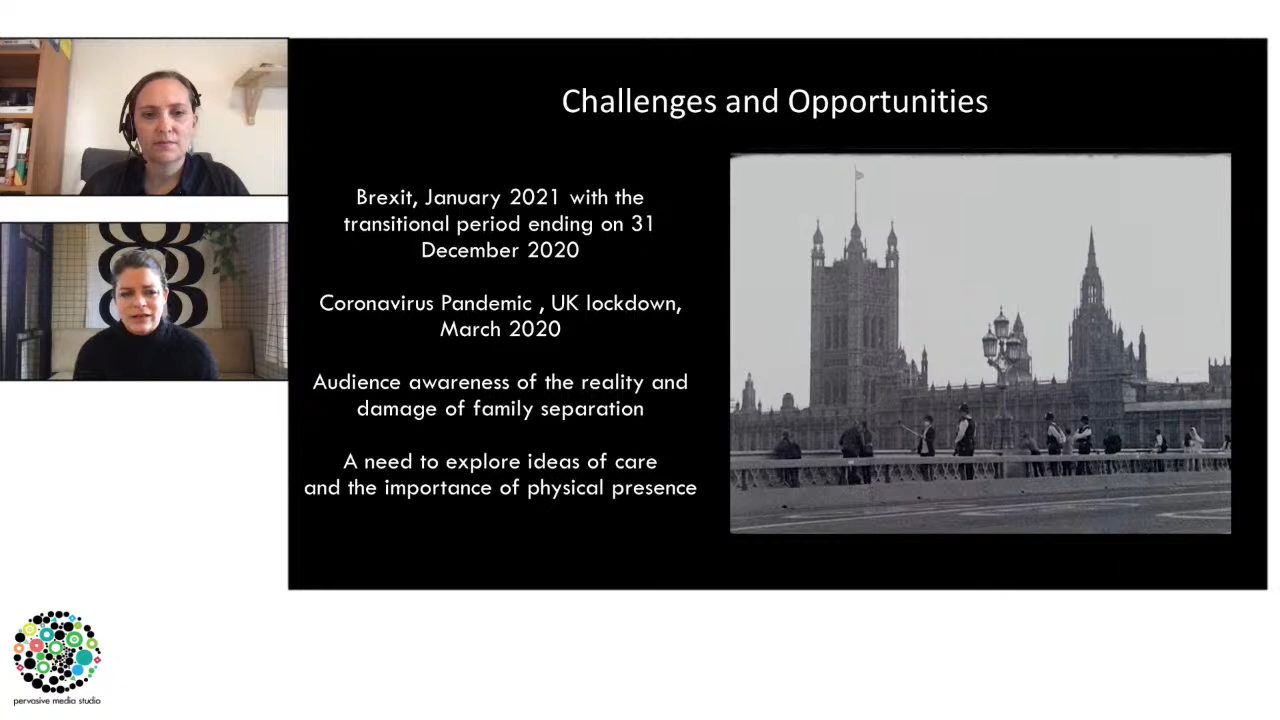 Challenges and Opportunities
Brexit, January 2021 with the
transitional period ending on 31
December 2020
Coronavirus Pandemic , UK lockdown,
March 2020
Audience awareness of the reality and
damage of family separation
A need to explore ideas of care
and the importance of physical presence
pervasive media studio